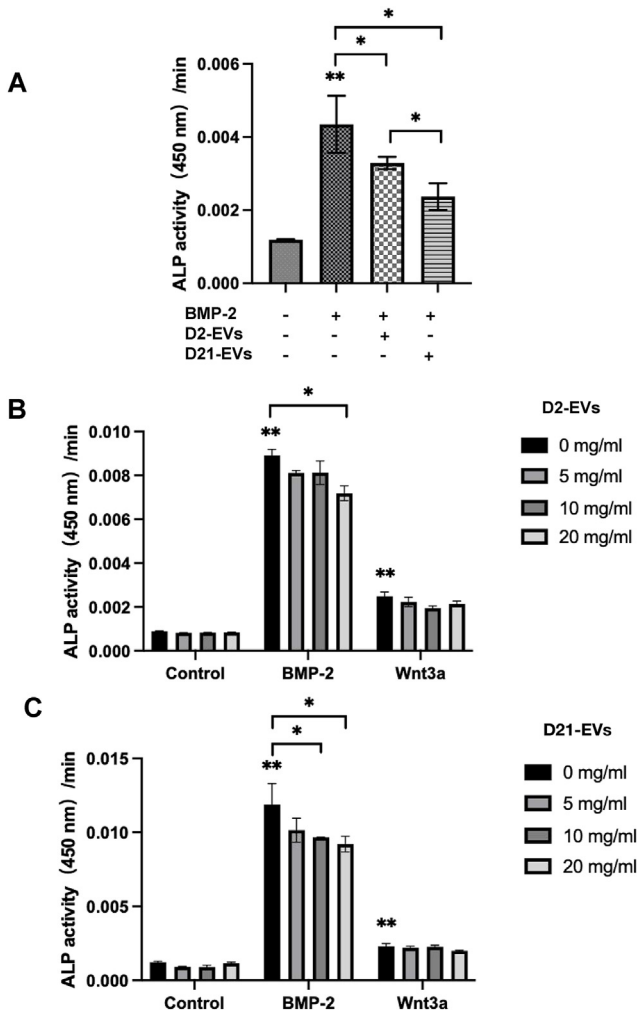 A
ALP activity (450 nm) /min
0.006
0.004
0.002
0.000
*
*
**
*
BMP-2 - + + +
D2-EVs - - + -
D21-EVs - - - +
B
ALP activity (450 nm) /min
0.010
0.008
0.006
0.004
0.002
0.000
*
**
**
Control BMP-2 Wnt3a
D2-EVs
0 mg/ml
5 mg/ml
10 mg/ml
20 mg/ml
C
ALP activity (450 nm) /min
0.015
0.010
0.005
0.000
*
*
**
**
Control BMP-2 Wnt3a
D21-EVs
0 mg/ml
5 mg/ml
10 mg/ml
20 mg/ml